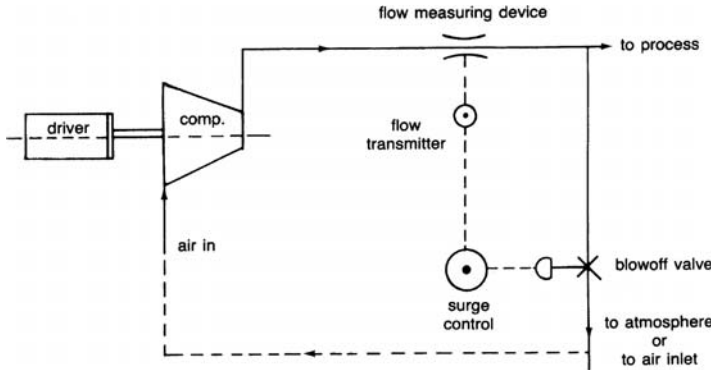 flow measuring device
to process
driver
comp.
flow
transmitter
air in
blowoff valve
surge
control
to atmosphere
or
to air inlet